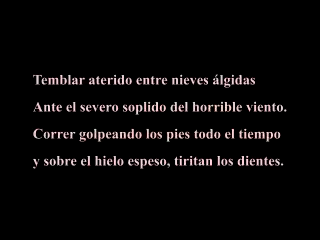 Temblar aterido entre nieves álgidas
Ante el severo soplido del horrible viento.
Correr golpeando los pies todo el tiempo
y sobre el hielo espeso, tiritan los dientes.